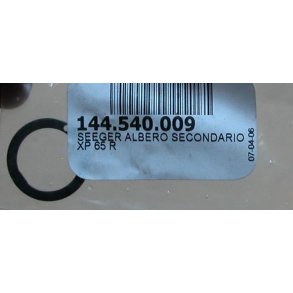 144.540.009
SEEGER ALBERO SECONDARIO
XP 65 R
07-04-06